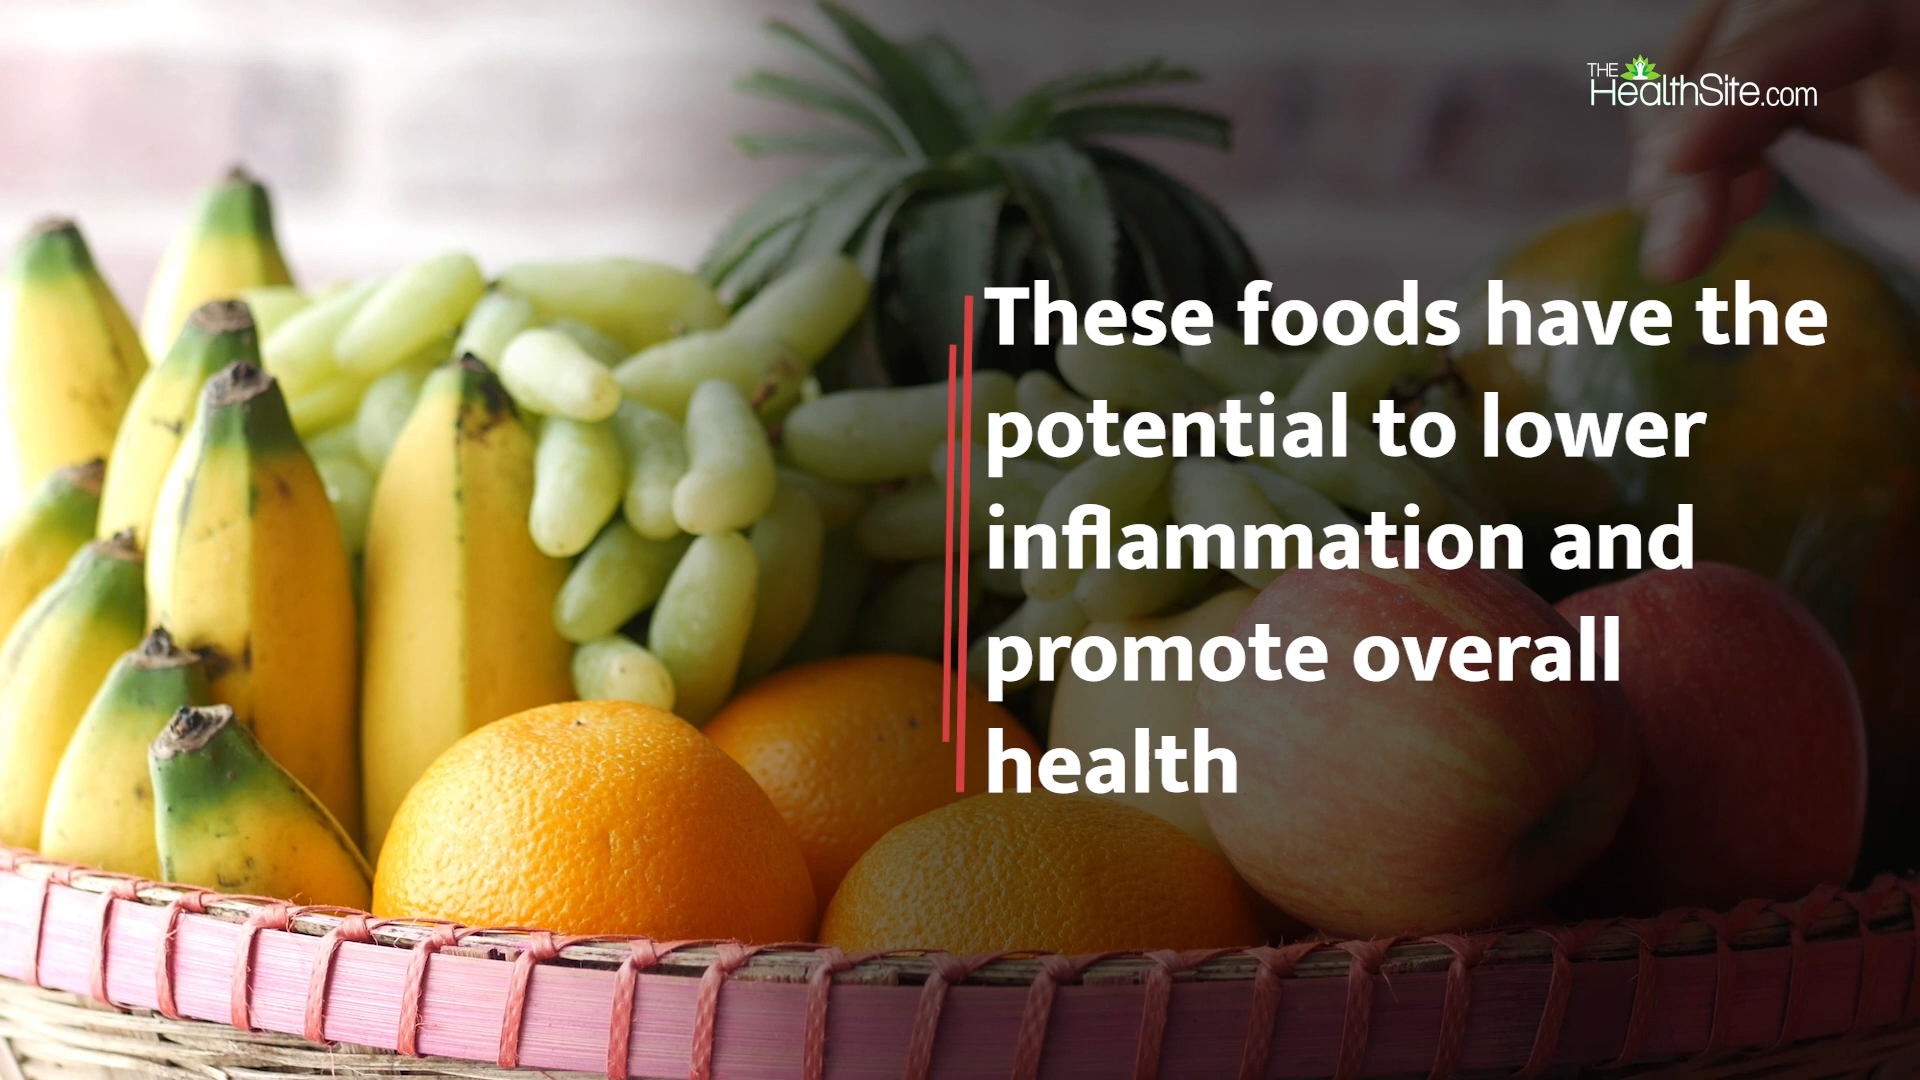 THE
HealthSite.com
These foods have the
potential to lower
inflammation and
promote overall
health